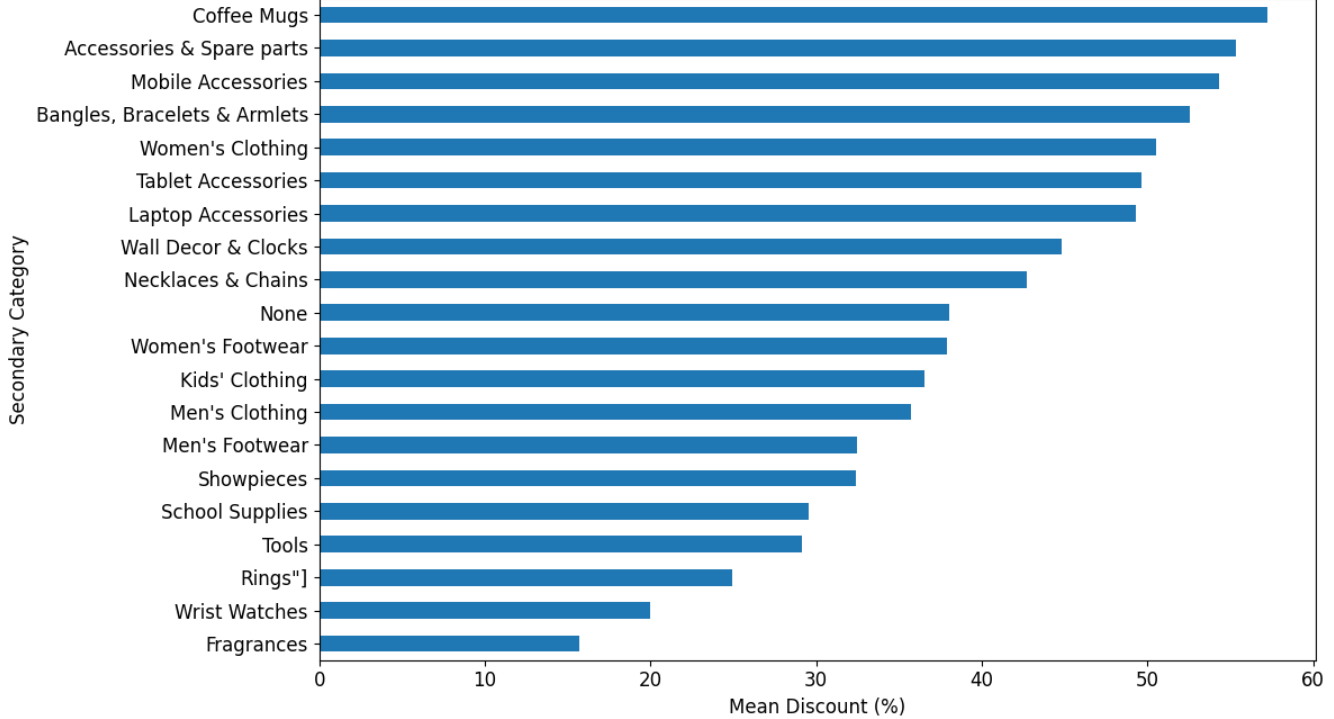 Coffee Mugs
Accessories & Spare parts
Mobile Accessories
Bangles, Bracelets & Armlets
Women's Clothing
Tablet Accessories
Laptop Accessories
Wall Decor & Clocks
Necklaces & Chains
None
Women's Footwear
Kids' Clothing
Men's Clothing
Men's Footwear
Showpieces
School Supplies
Tools
Rings"]
Wrist Watches
Fragrances
Secondary Category
0 10 20 30 40 50 60
Mean Discount (%)